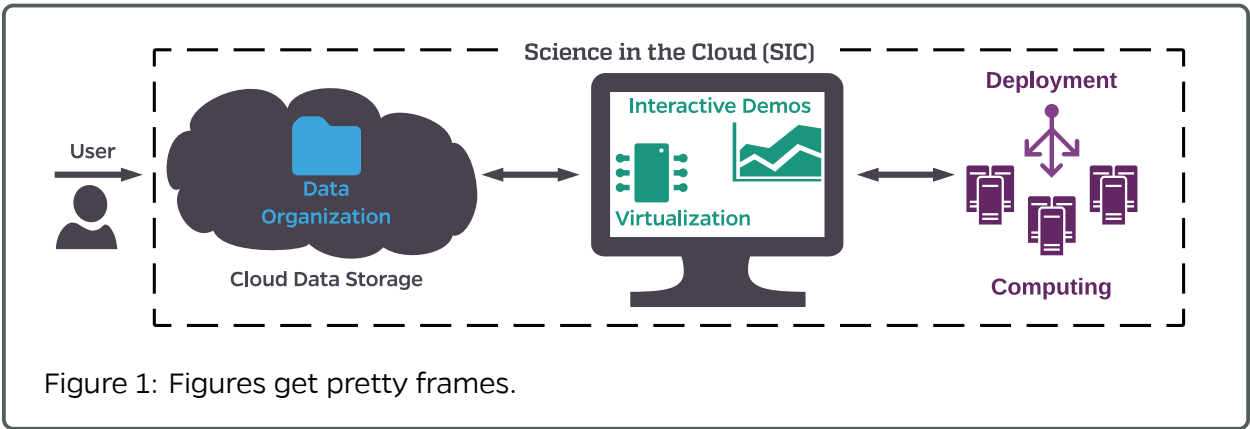 Science in the Cloud (SIC)
User
Data
Organization
Cloud Data Storage
Interactive Demos
Virtualization
Deployment
Computing
Figure 1: Figures get pretty frames.